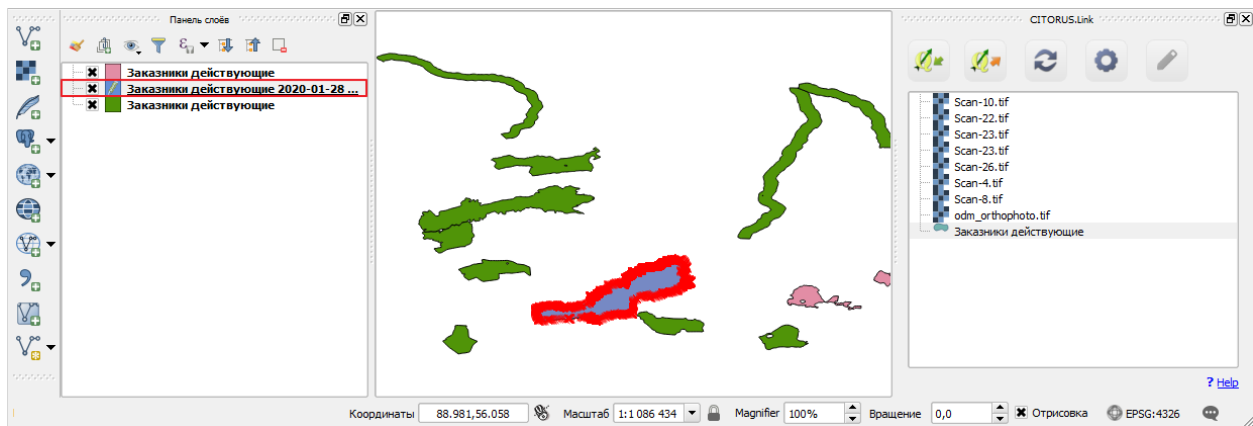 Панель слоёв
Заказники действующие
Заказники действующие 2020-01-28 ...
Заказники действующие
CITORUS.Link
Scan-10.tif
Scan-22.tif
Scan-23.tif
Scan-23.tif
Scan-26.tif
Scan-4.tif
Scan-8.tif
odm_orthophoto.tif
Заказники действующие
? Help
Координаты 88.981,56.058 Масштаб 1:1 086 434 Magnifier 100% Вращение 0,0 Отрисовка EPSG:4326